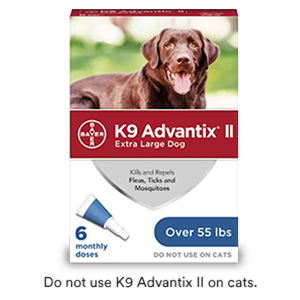 BAYER
BAYER
K9 Advantix® II
Extra Large Dog
Kills and Repels
Fleas, Ticks and
Mosquitoes
Over 55 lbs
6
monthly
doses
DO NOT USE ON CATS
Do not use K9 Advantix II on cats.